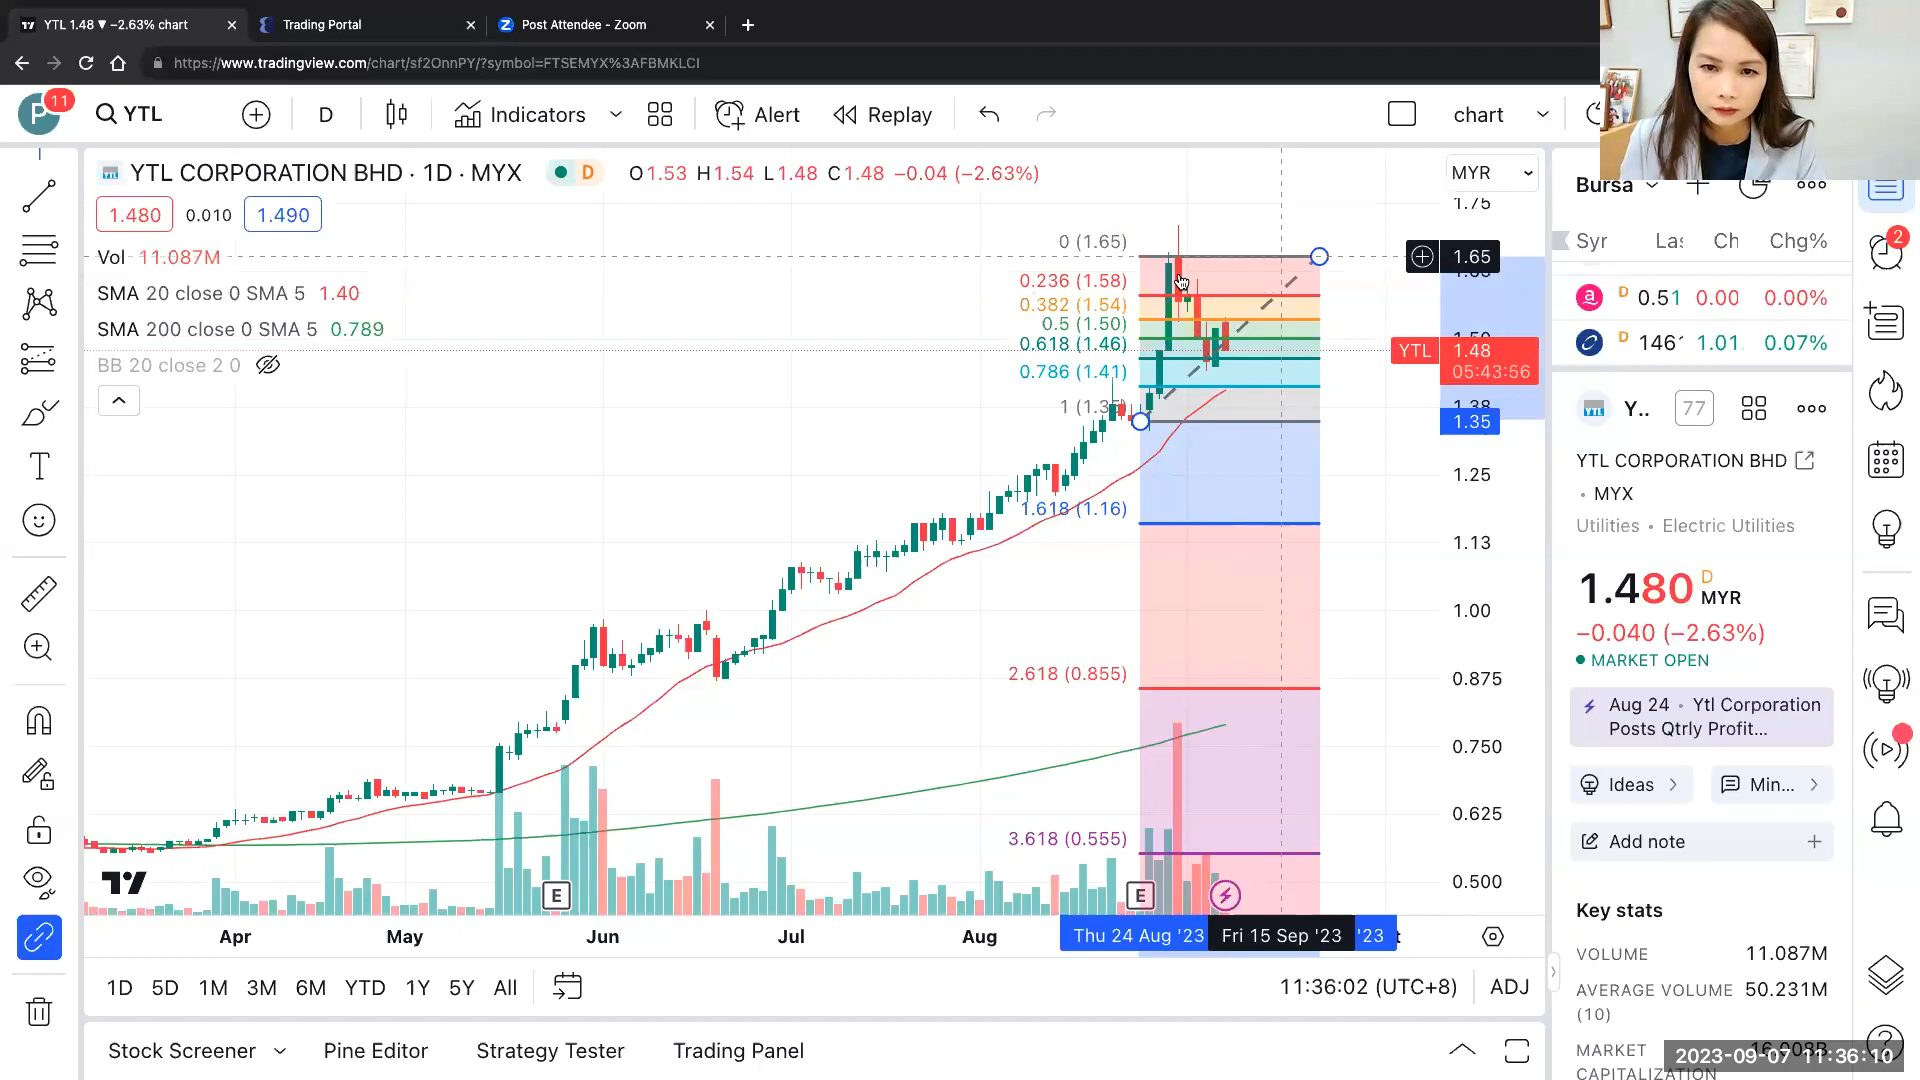 YTL 1.48 ▼ −2.63% chart
Trading Portal
Post Attendee - Zoom
https://www.tradingview.com/chart/sf2OnnPY/?symbol=FTSEMYX%3AFBMKLCI
P
11
YTL
D
Indicators
Alert
Replay
chart
YTL CORPORATION BHD · 1D · MYX
D
O1.53 H1.54 L1.48 C1.48 −0.04 (−2.63%)
MYR
1.480
0.010
1.490
Vol 11.087M
SMA 20 close 0 SMA 5 1.40
SMA 200 close 0 SMA 5 0.789
BB 20 close 2 0
0 (1.65)
0.236 (1.58)
0.382 (1.54)
0.5 (1.50)
0.618 (1.46)
0.786 (1.41)
1 (1.35
1.618 (1.16)
2.618 (0.855)
3.618 (0.555)
1.75
1.65
YTL
1.48
05:43:56
1.38
1.35
1.25
1.13
1.00
0.875
0.750
0.625
0.500
E
E
Apr
May
Jun
Jul
Aug
Thu 24 Aug '23
Fri 15 Sep '23
'23
1D
5D
1M
3M
6M
YTD
1Y
5Y
All
11:36:02 (UTC+8)
ADJ
Stock Screener
Pine Editor
Strategy Tester
Trading Panel
Bursa
Syr
Las
Ch
Chg%
D
0.51
0.00
0.00%
D
146
1.01
0.07%
Y..
77
YTL CORPORATION BHD
• MYX
Utilities • Electric Utilities
1.480
D
MYR
−0.040 (−2.63%)
MARKET OPEN
Aug 24 • Ytl Corporation
Posts Qtrly Profit...
Ideas
Min...
Add note
Key stats
VOLUME
11.087M
AVERAGE VOLUME
(10)
50.231M
MARKET
CAPITALIZATION
2
2023-09-07 11:36:10